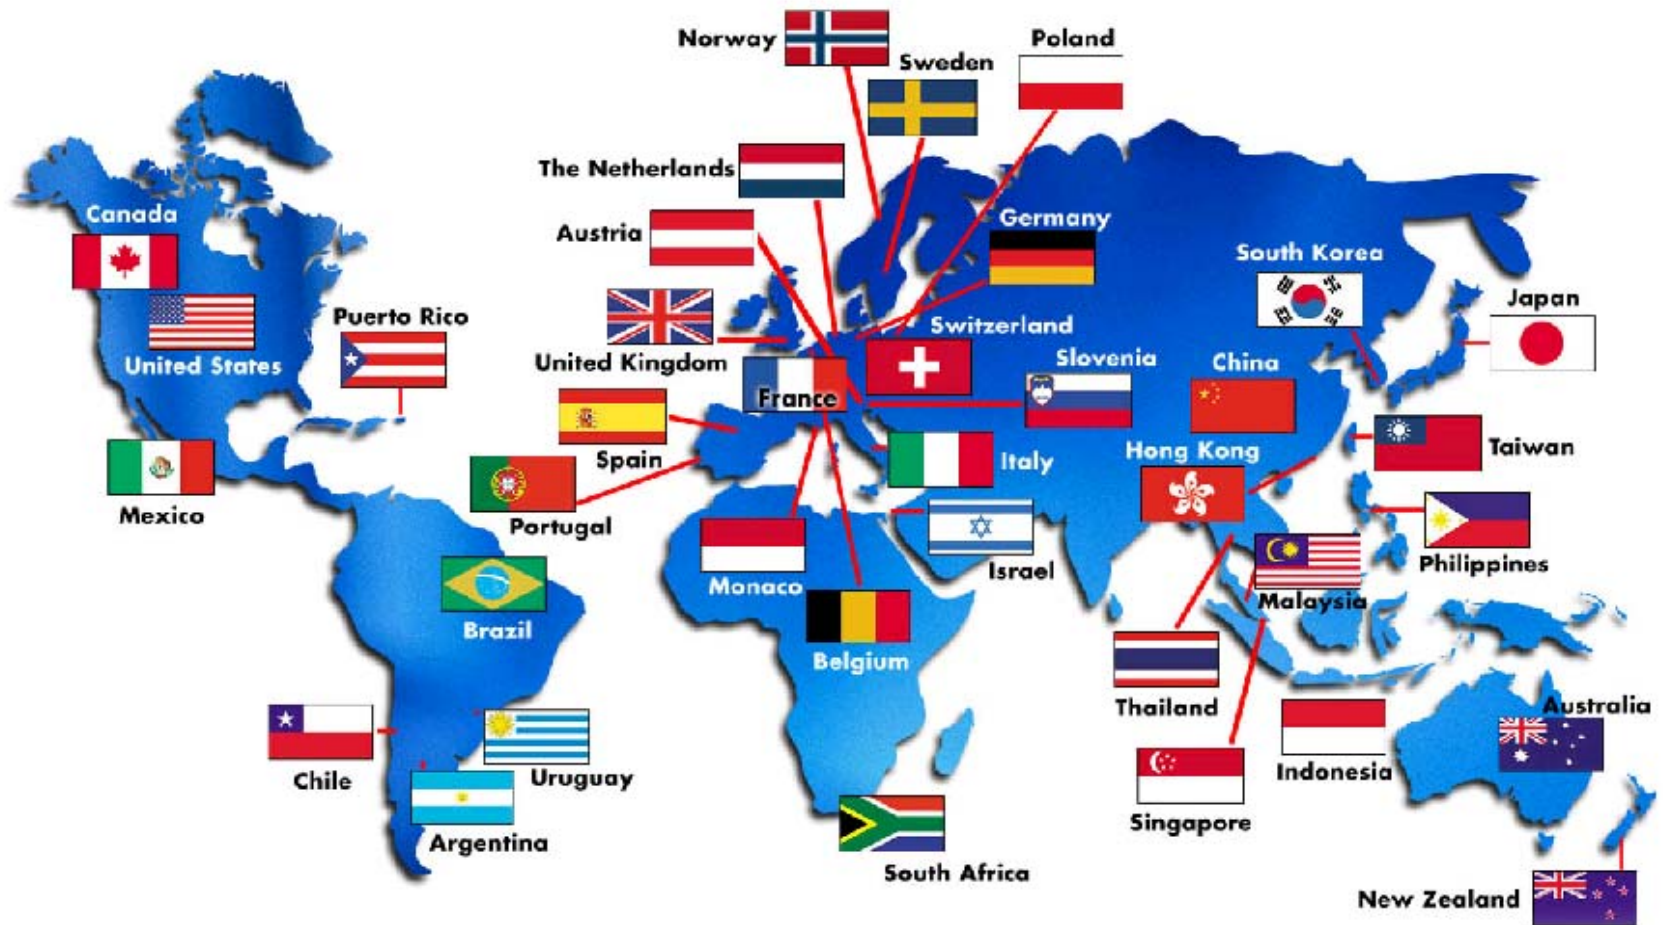 Norway
Poland
Sweden
The Netherlands
Canada
Germany
Austria
South Korea
Japan
Puerto Rico
Switzerland
United Kingdom
Slovenia
United States
China
France
Taiwan
Hong Kong
Spain
Italy
Mexico
Portugal
Philippines
Israel
Monaco
Malaysia
Brazil
Belgium
Thailand
Australia
Indonesia
Uruguay
Chile
Singapore
Argentina
South Africa
New Zealand